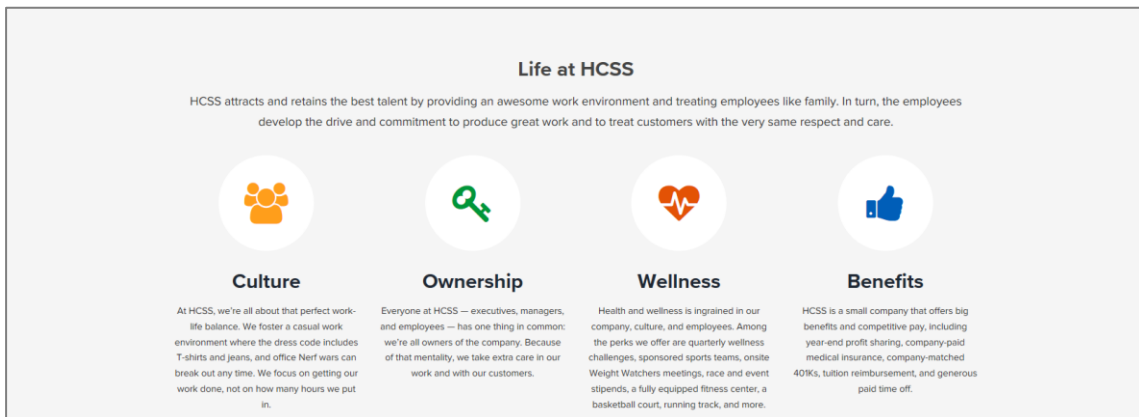 Life at HCSS
HCSS attracts and retains the best talent by providing an awesome work environment and treating employees like family. In turn, the employees
develop the drive and commitment to produce great work and to treat customers with the very same respect and care.
Culture
At HCSS, we're all about that perfect work-
life balance. We foster a casual work
environment where the dress code includes
T-shirts and jeans, and office Nerf wars can
break out any time. We focus on getting our
work done, not on how many hours we put
in.
Ownership
Everyone at HCSS — executives, managers,
and employees — has one thing in common:
we're all owners of the company. Because
of that mentality, we take extra care in our
work and with our customers.
Wellness
Health and wellness is ingrained in our
company, culture, and employees. Among
the perks we offer are quarterly wellness
challenges, sponsored sports teams, onsite
Weight Watchers meetings, race and event
stipends, a fully equipped fitness center, a
basketball court, running track, and more.
Benefits
HCSS is a small company that offers big
benefits and competitive pay, including
year-end profit sharing, company-paid
medical insurance, company-matched
401Ks, tuition reimbursement, and generous
paid time off.